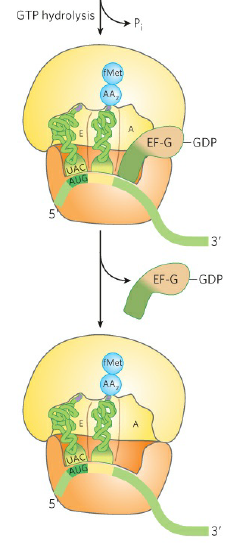 GTP hydrolysis
Pi
fMet
AA2
E
A
EF-G
GDP
UAC
AUG
5′
3′
EF-G
GDP
fMet
AA2
E
A
UAC
AUG
5′
3′